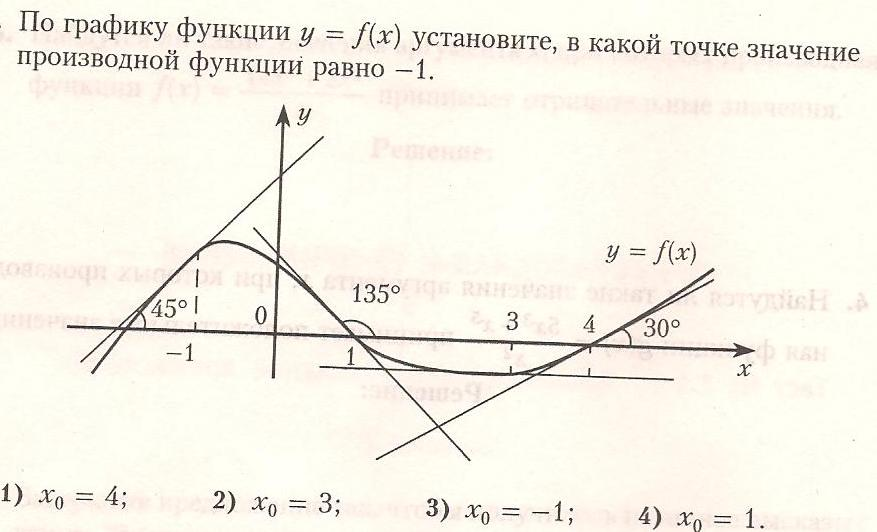 По графику функции y = f(x) установите, в какой точке значение
производной функции равно −1.
y
y = f(x)
45°
0
135°
3
4
30°
−1
1
x
1) x₀ = 4; 2) x₀ = 3; 3) x₀ = −1; 4) x₀ = 1.